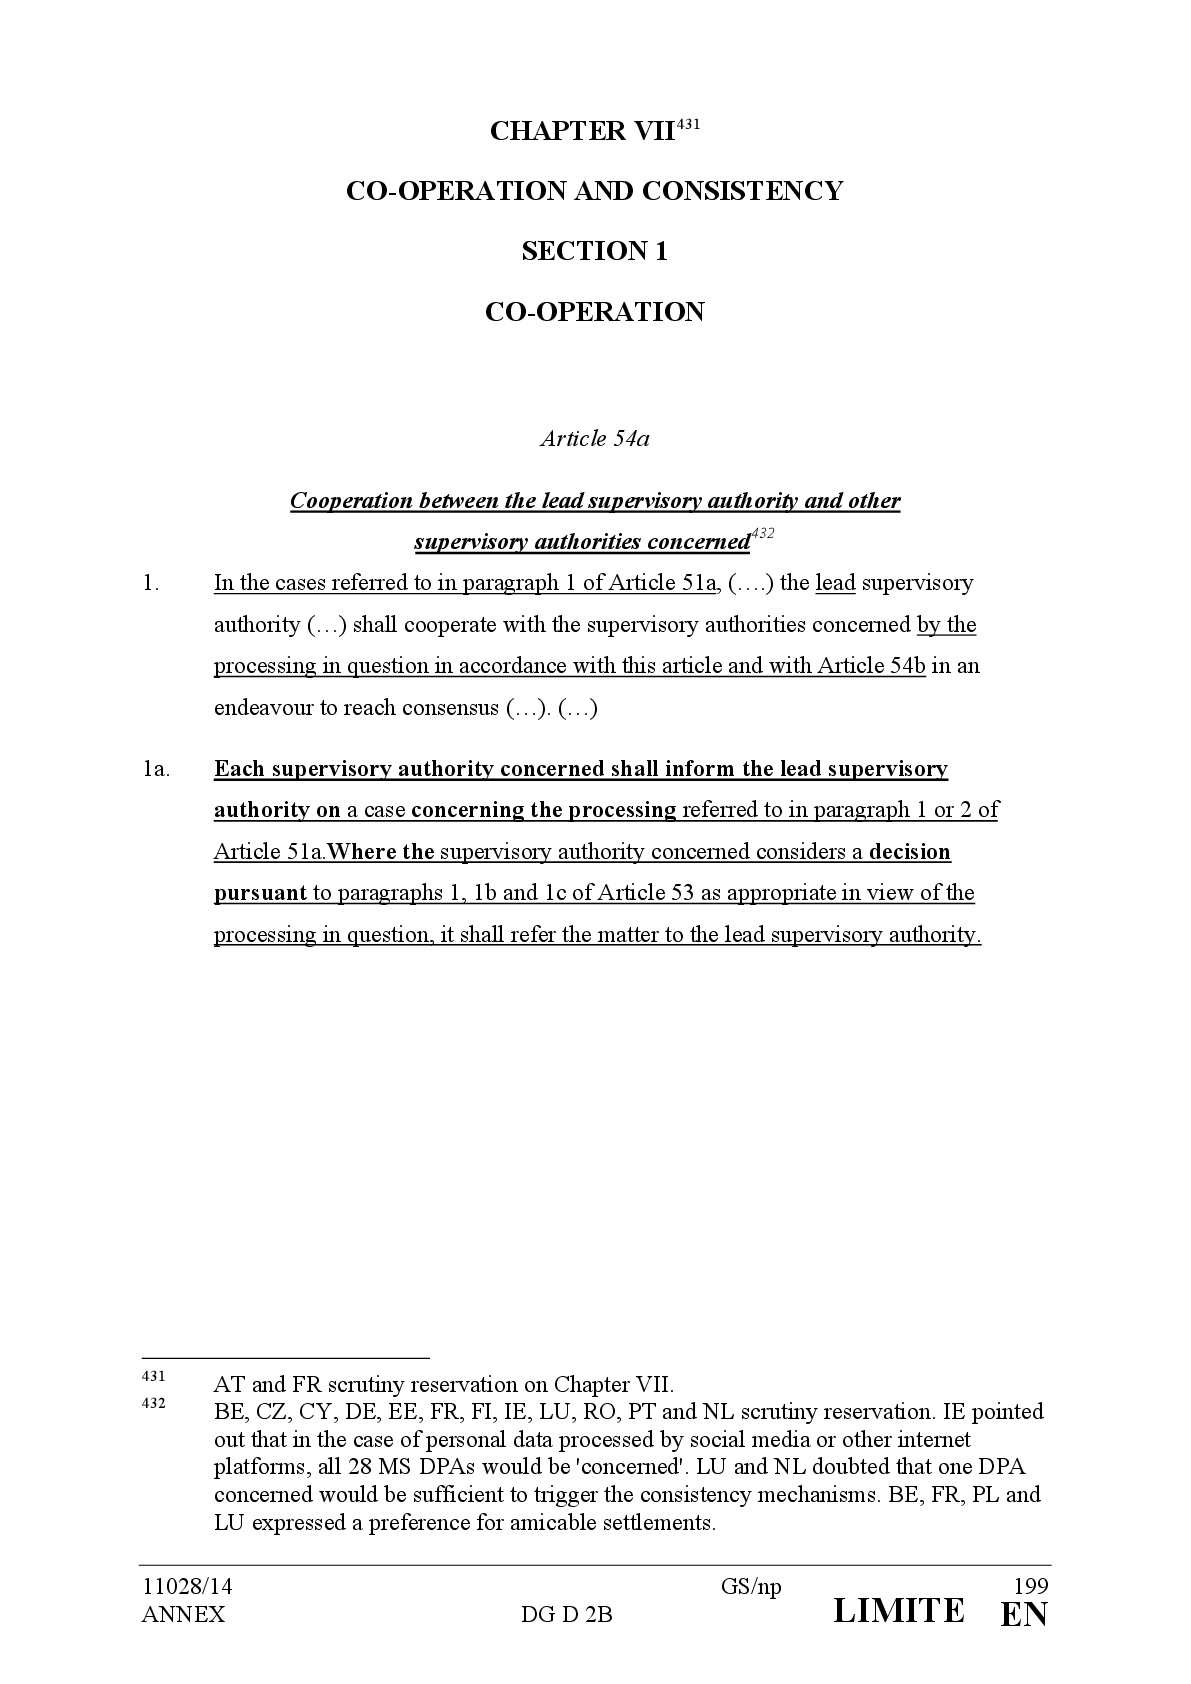 CHAPTER VII431
CO-OPERATION AND CONSISTENCY
SECTION 1
CO-OPERATION
Article 54a
Cooperation between the lead supervisory authority and other
supervisory authorities concerned432
1. In the cases referred to in paragraph 1 of Article 51a, (….) the lead supervisory
authority (…) shall cooperate with the supervisory authorities concerned by the
processing in question in accordance with this article and with Article 54b in an
endeavour to reach consensus (…). (…)
1a. Each supervisory authority concerned shall inform the lead supervisory
authority on a case concerning the processing referred to in paragraph 1 or 2 of
Article 51a.Where the supervisory authority concerned considers a decision
pursuant to paragraphs 1, 1b and 1c of Article 53 as appropriate in view of the
processing in question, it shall refer the matter to the lead supervisory authority.
431 AT and FR scrutiny reservation on Chapter VII.
432 BE, CZ, CY, DE, EE, FR, FI, IE, LU, RO, PT and NL scrutiny reservation. IE pointed
out that in the case of personal data processed by social media or other internet
platforms, all 28 MS DPAs would be 'concerned'. LU and NL doubted that one DPA
concerned would be sufficient to trigger the consistency mechanisms. BE, FR, PL and
LU expressed a preference for amicable settlements.
11028/14 GS/np 199
ANNEX DG D 2B LIMITE EN